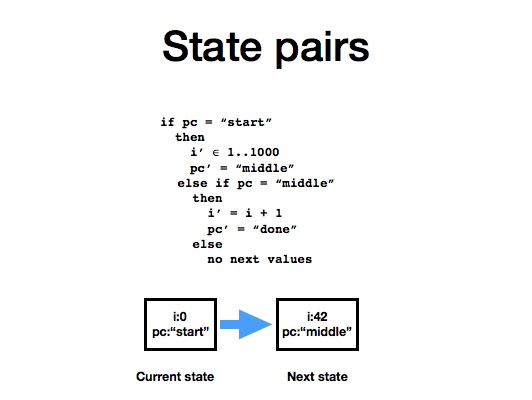 State pairs
if pc = “start”
then
i’ ∈ 1..1000
pc’ = “middle”
else if pc = “middle”
then
i’ = i + 1
pc’ = “done”
else
no next values
i:0
pc:“start”
i:42
pc:“middle”
Current state
Next state